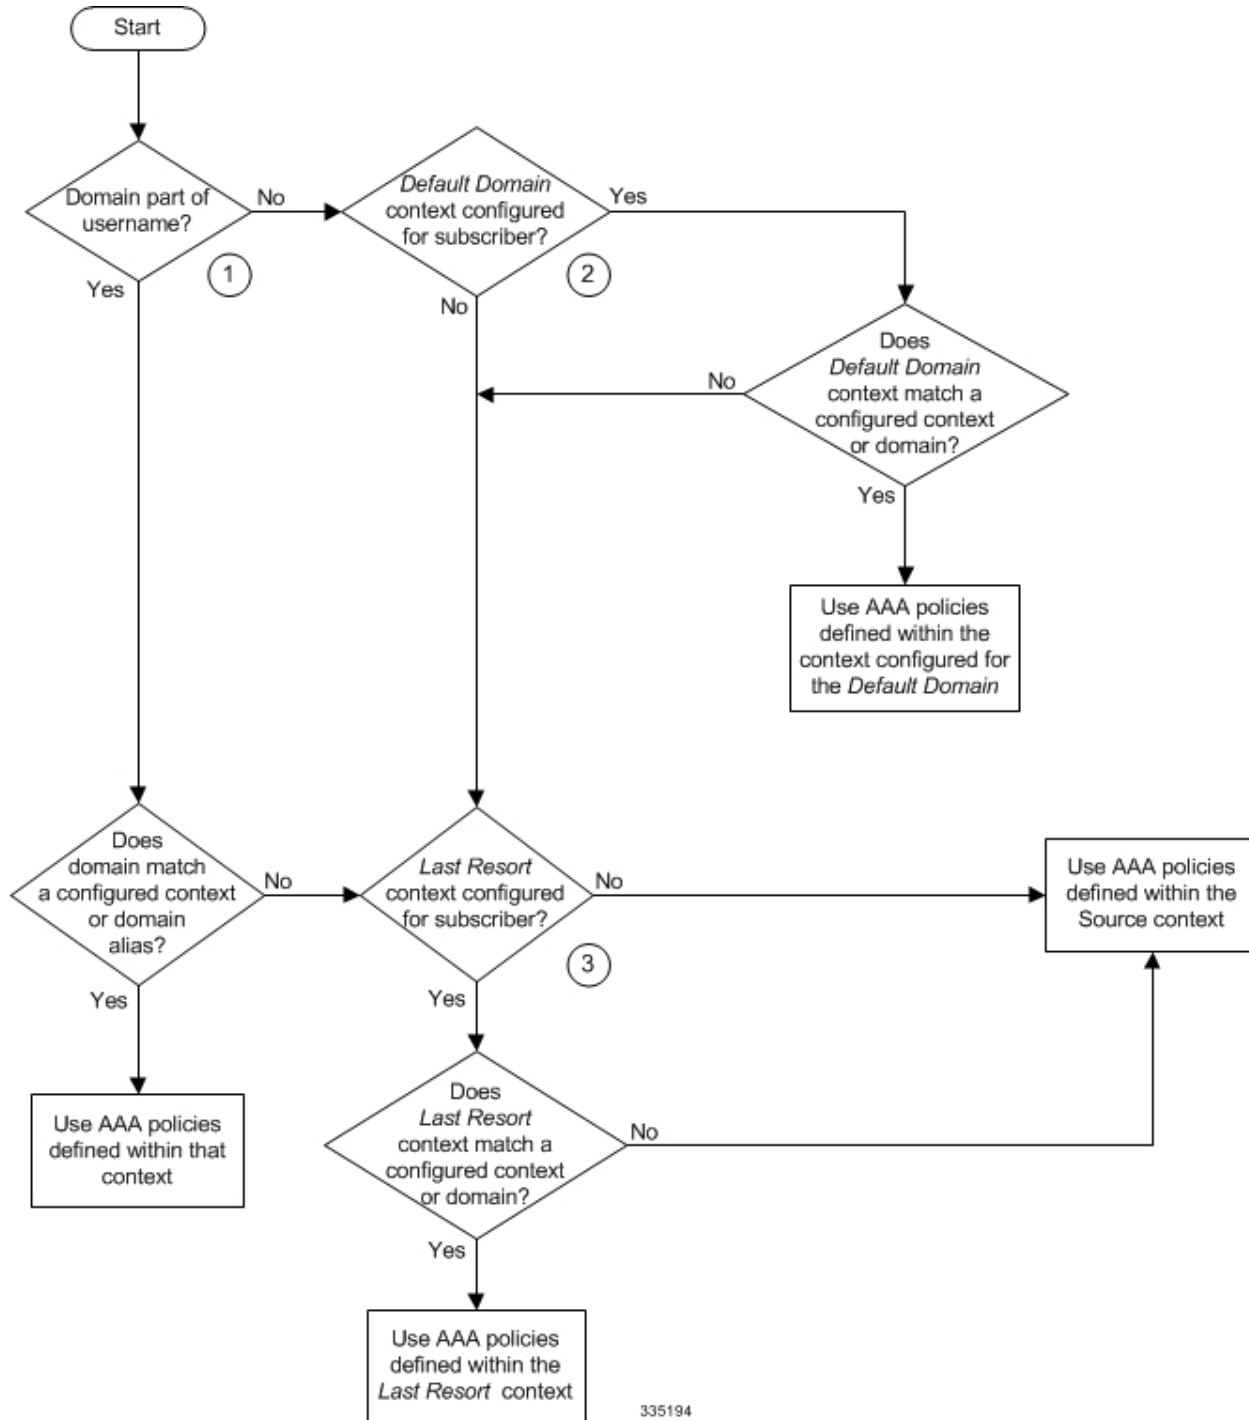 Start
Domain part of
username?
No
Yes
1
Default Domain
context configured
for subscriber?
Yes
No
2
Does
Default Domain
context match a
configured context
or domain?
No
Yes
Use AAA policies
defined within the
context configured for
the Default Domain
Does
domain match
a configured context
or domain
alias?
No
Yes
Use AAA policies
defined within that
context
Last Resort
context configured
for subscriber?
No
Yes
3
Use AAA policies
defined within the
Source context
Does
Last Resort
context match a
configured context
or domain?
No
Yes
Use AAA policies
defined within the
Last Resort context
335194